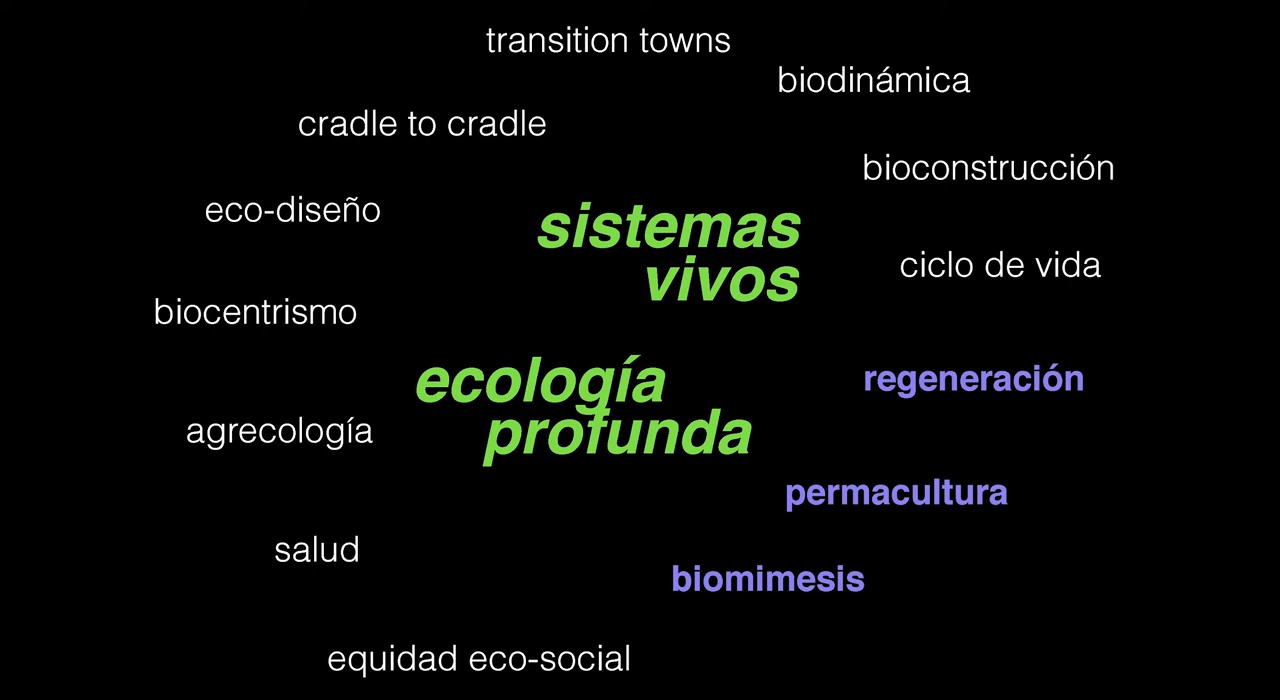 transition towns
biodinámica
cradle to cradle
bioconstrucción
eco-diseño
sistemas
vivos
ciclo de vida
biocentrismo
ecología
profunda
regeneración
agrecología
permacultura
salud
biomimesis
equidad eco-social